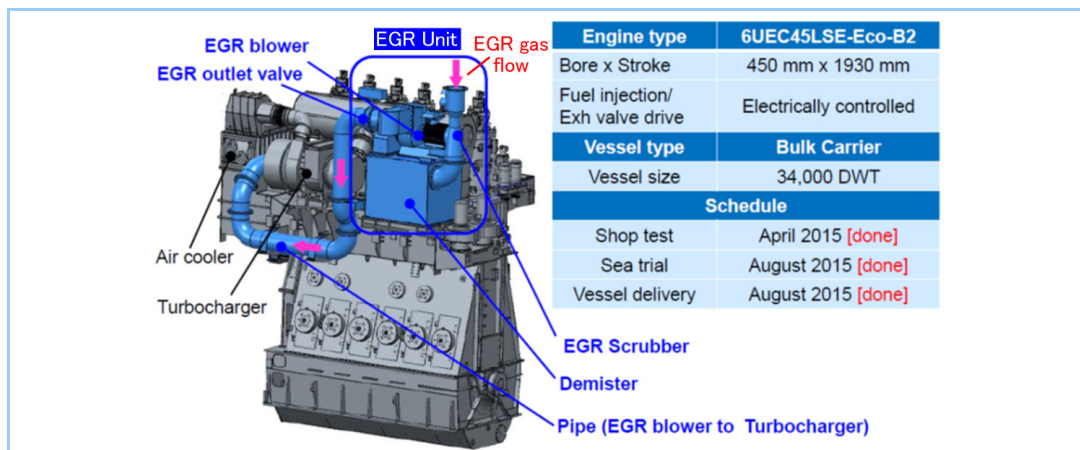 EGR Unit
EGR blower
EGR gas
flow
EGR outlet valve
Air cooler
Turbocharger
EGR Scrubber
Demister
Pipe (EGR blower to Turbocharger)
Engine type 6UEC45LSE-Eco-B2
Bore x Stroke 450 mm x 1930 mm
Fuel injection/
Exh valve drive Electrically controlled
Vessel type Bulk Carrier
Vessel size 34,000 DWT
Schedule
Shop test April 2015 [done]
Sea trial August 2015 [done]
Vessel delivery August 2015 [done]